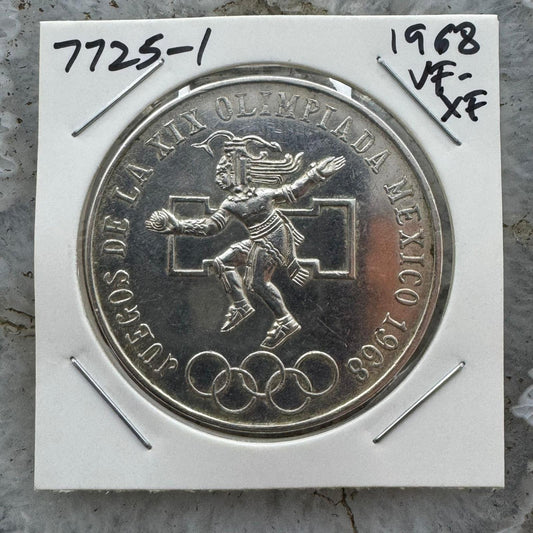 7725-1
1968
VF-
XF
JUEGOS DE LA XIX OLIMPIADA MEXICO 1968